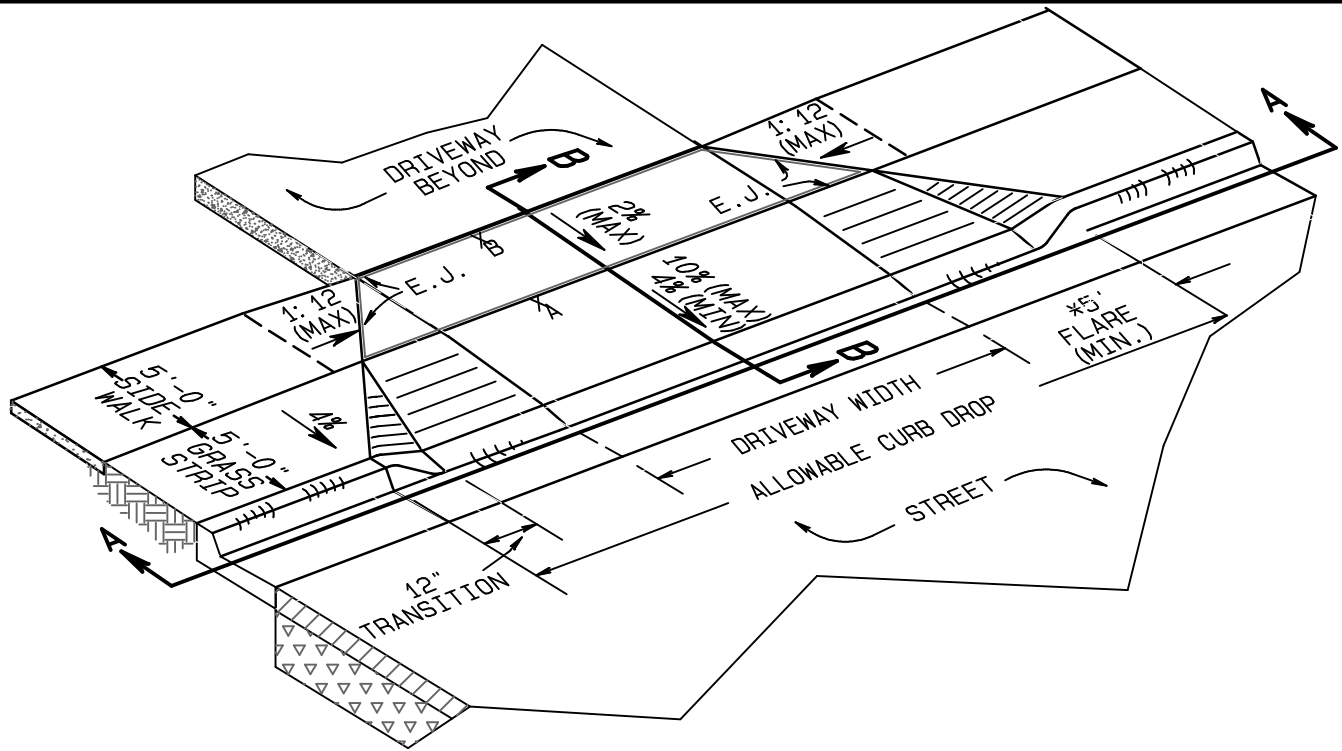 A
1:12
(MAX)
DRIVEWAY
BEYOND
B
2%
(MAX)
E.J.
B
E.J.
10% (MAX)
4% (MIN)
A
1:12
(MAX)
*5'
FLARE
(MIN.)
B
5'-0"
SIDE
WALK
4%
DRIVEWAY WIDTH
5'-0"
GRASS
STRIP
ALLOWABLE CURB DROP
STREET
A
12"
TRANSITION